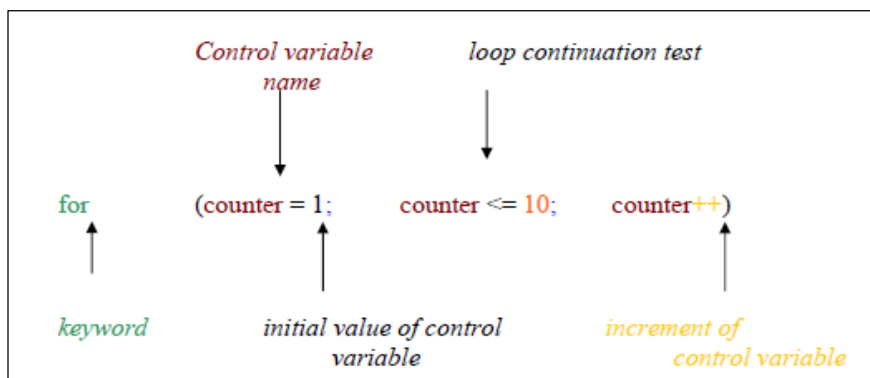 Control variable
name
loop continuation test
for (counter = 1; counter <= 10; counter++)
keyword
initial value of control
variable
increment of
control variable